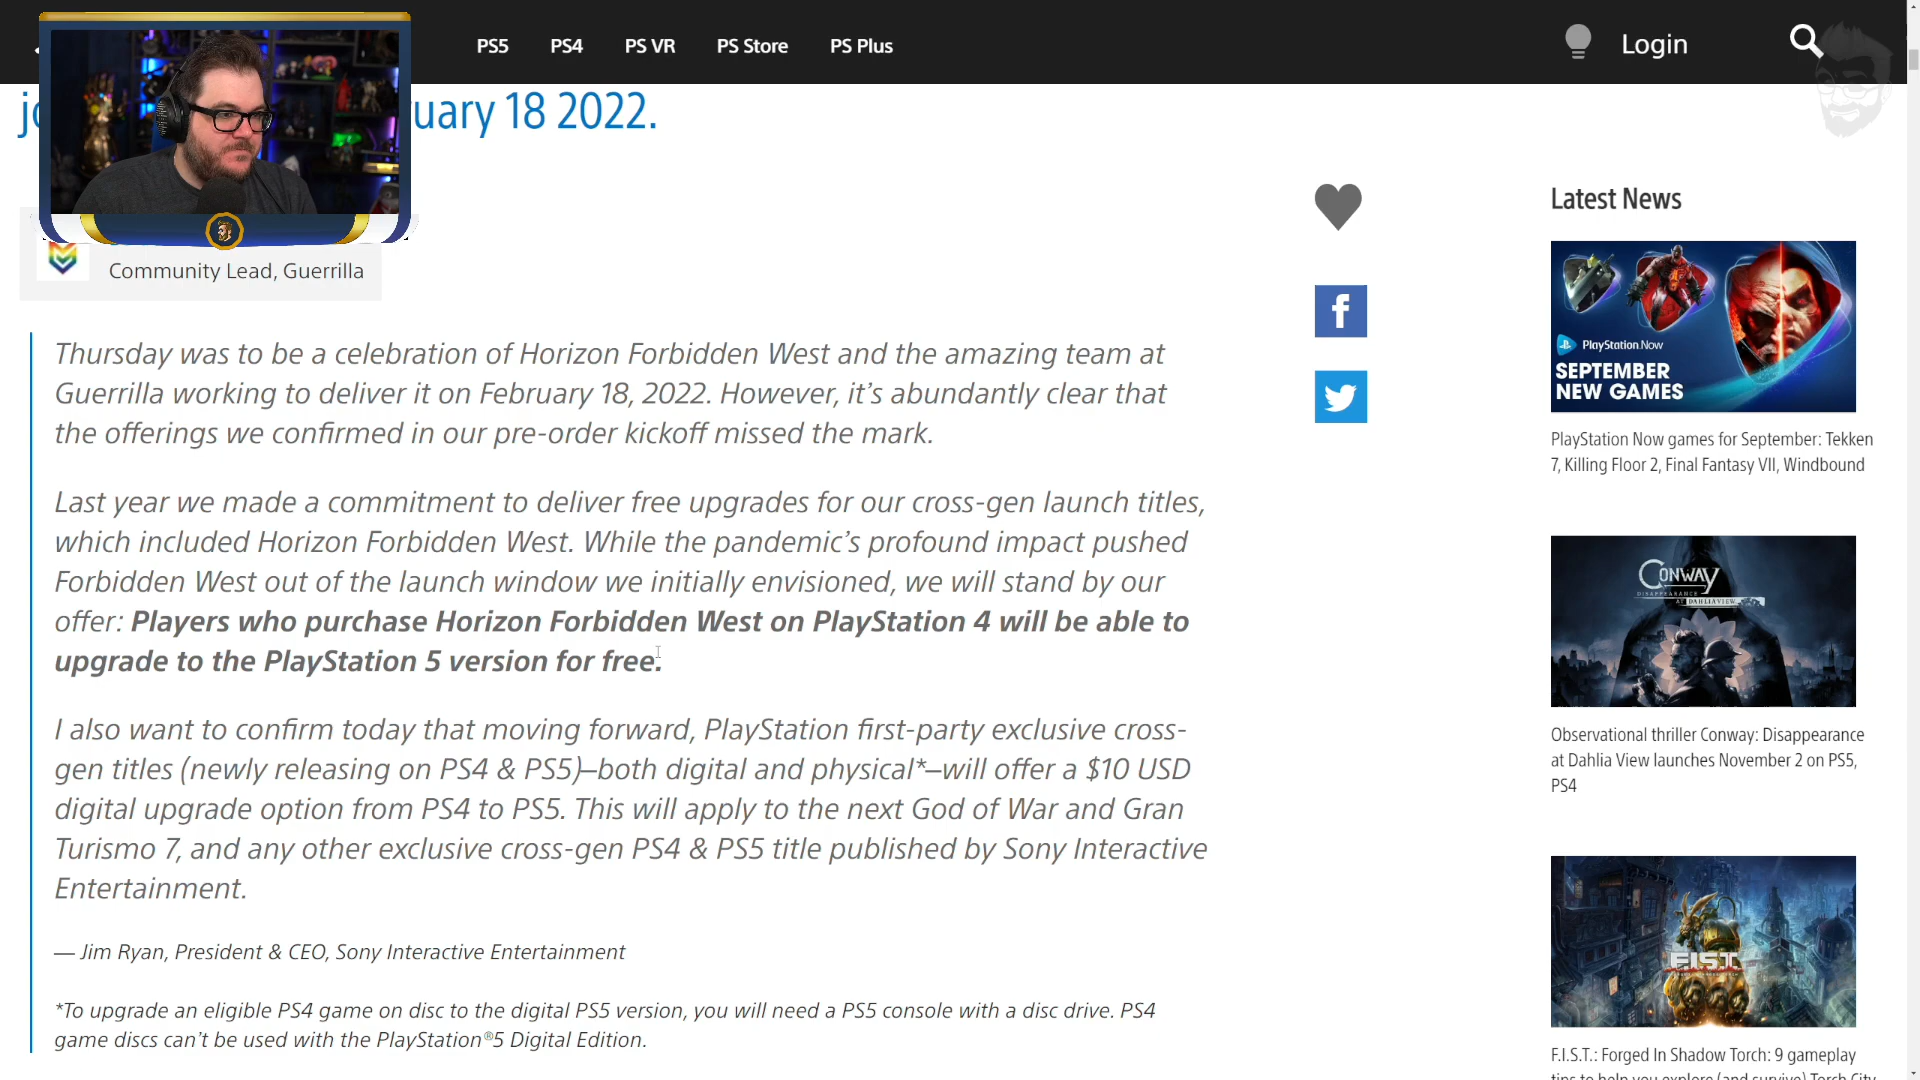 PS5 PS4 PS VR PS Store PS Plus
Login
uary 18 2022.
Community Lead, Guerrilla
Thursday was to be a celebration of Horizon Forbidden West and the amazing team at
Guerrilla working to deliver it on February 18, 2022. However, it’s abundantly clear that
the offerings we confirmed in our pre-order kickoff missed the mark.
Last year we made a commitment to deliver free upgrades for our cross-gen launch titles,
which included Horizon Forbidden West. While the pandemic’s profound impact pushed
Forbidden West out of the launch window we initially envisioned, we will stand by our
offer: Players who purchase Horizon Forbidden West on PlayStation 4 will be able to
upgrade to the PlayStation 5 version for free.
I also want to confirm today that moving forward, PlayStation first-party exclusive cross-
gen titles (newly releasing on PS4 & PS5)–both digital and physical*–will offer a $10 USD
digital upgrade option from PS4 to PS5. This will apply to the next God of War and Gran
Turismo 7, and any other exclusive cross-gen PS4 & PS5 title published by Sony Interactive
Entertainment.
— Jim Ryan, President & CEO, Sony Interactive Entertainment
*To upgrade an eligible PS4 game on disc to the digital PS5 version, you will need a PS5 console with a disc drive. PS4
game discs can’t be used with the PlayStation®5 Digital Edition.
Latest News
PlayStation Now
SEPTEMBER
NEW GAMES
PlayStation Now games for September: Tekken
7, Killing Floor 2, Final Fantasy VII, Windbound
CONWAY
DISAPPEARANCE
AT DAHLIA VIEW
Observational thriller Conway: Disappearance
at Dahlia View launches November 2 on PS5,
PS4
F.I.S.T.
F.I.S.T.: Forged In Shadow Torch: 9 gameplay
tips to help you explore (and survive) Torch City